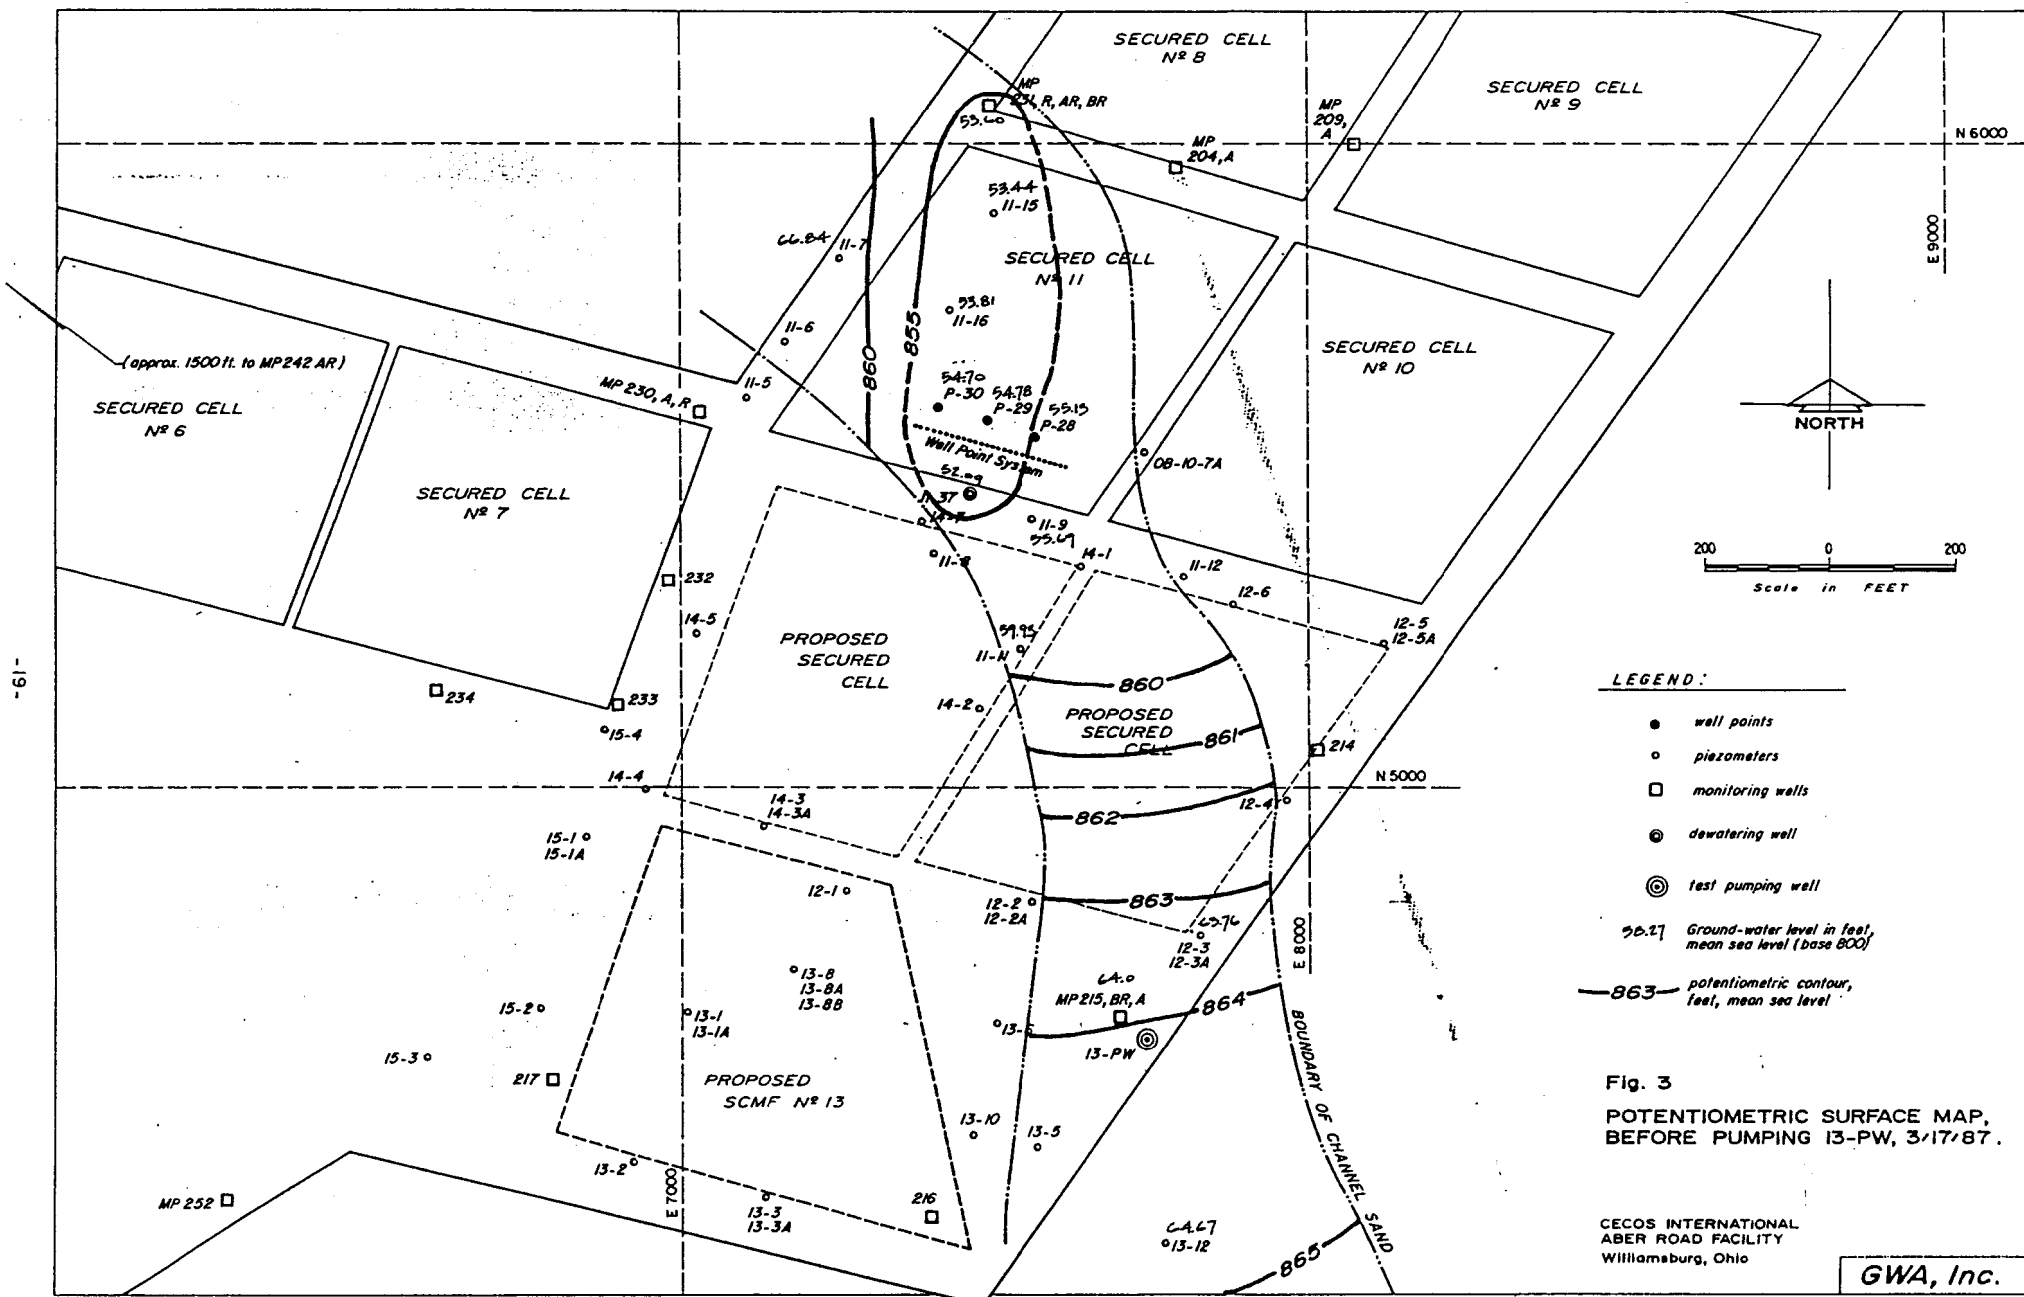 SECURED CELL
Nº 8
SECURED CELL
Nº 9
MP
231, R, AR, BR
53.60
MP
209,
A
N 6000
MP
204, A
E 9000
53.44
11-15
66.84
11-7
SECURED CELL
Nº 11
53.81
11-16
11-6
855
860
(approx. 1500 ft. to MP 242 AR)
SECURED CELL
Nº 10
SECURED CELL
Nº 6
MP 230, A, R
11-5
54.70
P-30
54.78
P-29
55.15
P-28
NORTH
Well Point System
OB-10-7A
SECURED CELL
Nº 7
11-37
14-7
11-9
55.69
11-8
14-1
11-12
12-6
200 0 200
Scale in FEET
232
14-5
PROPOSED
SECURED
CELL
59.95
11-11
12-5
12-5A
860
-19-
234
233
15-4
14-2
PROPOSED
SECURED
CELL
861
214
LEGEND:
well points
piezometers
monitoring wells
dewatering well
test pumping well
58.27 Ground-water level in feet,
mean sea level (base 800)
863 potentiometric contour,
feet, mean sea level
N 5000
14-4
14-3
14-3A
862
12-4
15-1
15-1A
12-1
12-2
12-2A
863
63.76
12-3
12-3A
E 8000
13-8
13-8A
13-8B
64.0
MP 215, BR, A
864
15-2
13-1
13-1A
13-6
13-PW
15-3
217
PROPOSED
SCMF Nº 13
BOUNDARY OF CHANNEL SAND
Fig. 3
POTENTIOMETRIC SURFACE MAP,
BEFORE PUMPING 13-PW, 3/17/87.
13-10
13-5
13-2
E 7000
MP 252
13-3
13-3A
216
64.67
13-12
865
CECOS INTERNATIONAL
ABER ROAD FACILITY
Williamsburg, Ohio
GWA, Inc.